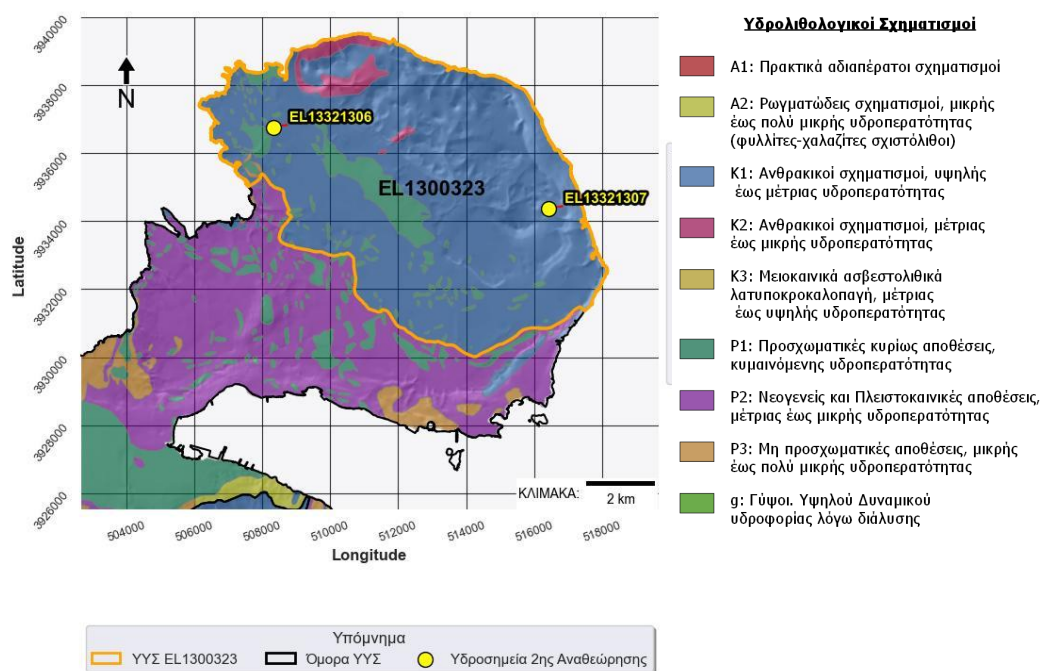 Υδρολιθολογικοί Σχηματισμοί
Α1: Πρακτικά αδιαπέρατοι σχηματισμοί
Α2: Ρωγματώδεις σχηματισμοί, μικρής
έως πολύ μικρής υδροπερατότητας
(φυλλίτες-χαλαζίτες σχιστόλιθοι)
Κ1: Ανθρακικοί σχηματισμοί, υψηλής
έως μέτριας υδροπερατότητας
Κ2: Ανθρακικοί σχηματισμοί, μέτριας
έως μικρής υδροπερατότητας
Κ3: Μειοκαινικά ασβεστολιθικά
λατυποκροκαλοπαγή, μέτριας
έως υψηλής υδροπερατότητας
Ρ1: Προσχωματικές κυρίως αποθέσεις,
κυμαινόμενης υδροπερατότητας
Ρ2: Νεογενείς και Πλειστοκαινικές αποθέσεις,
μέτριας έως μικρής υδροπερατότητας
Ρ3: Μη προσχωματικές αποθέσεις, μικρής
έως πολύ μικρής υδροπερατότητας
g: Γύψοι. Υψηλού Δυναμικού
υδροφορίας λόγω διάλυσης
N
EL13321306
EL1300323
EL13321307
Latitude
3940000
3938000
3936000
3934000
3932000
3930000
3928000
3926000
ΚΛΙΜΑΚΑ:
2 km
504000
506000
508000
510000
512000
514000
516000
518000
Longitude
Υπόμνημα
ΥΥΣ EL1300323
Όμορα ΥΥΣ
Υδροσημεία 2ης Αναθεώρησης